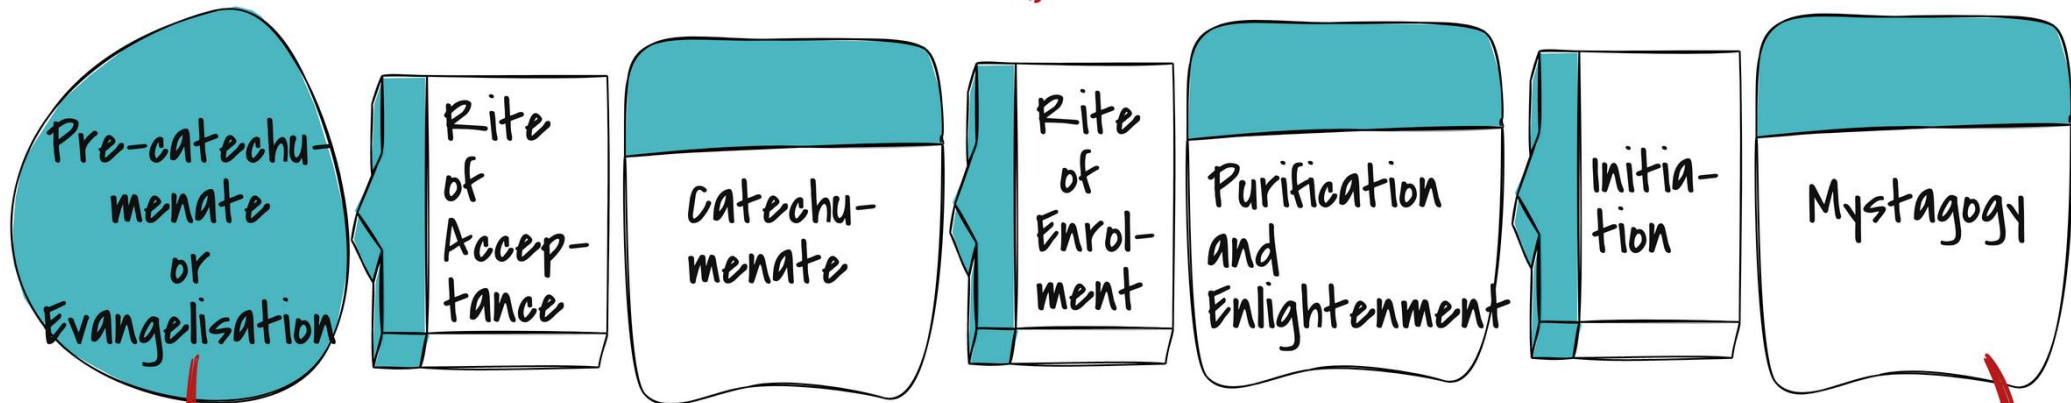 Pre-catechu-
menate
or
Evangelisation
Rite
of
Accep-
tance
Catechu-
menate
Rite
of
Enrol-
ment
Purification
and
Enlightenment
Initia-
tion
Mystagogy